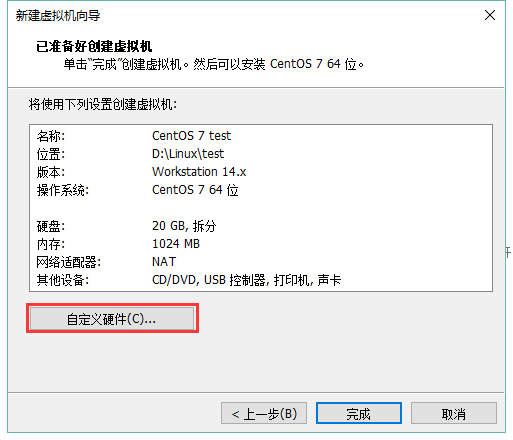 新建虚拟机向导
已准备好创建虚拟机
单击“完成”创建虚拟机。然后可以安装 CentOS 7 64 位。
将使用下列设置创建虚拟机:
名称: CentOS 7 test
位置: D:\Linux\test
版本: Workstation 14.x
操作系统: CentOS 7 64 位
硬盘: 20 GB, 拆分
内存: 1024 MB
网络适配器: NAT
其他设备: CD/DVD, USB 控制器, 打印机, 声卡
自定义硬件(C)...
< 上一步(B) 完成 取消